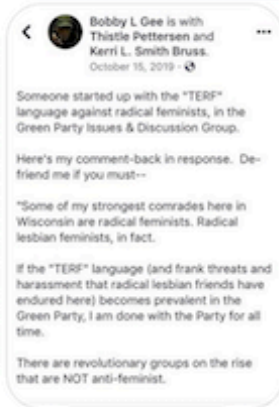 Bobby L Gee is with
Thistle Pettersen and
Kerri L. Smith Bruss.
October 15, 2019 ·
Someone started up with the "TERF"
language against radical feminists, in the
Green Party Issues & Discussion Group.
Here's my comment-back in response. De-
friend me if you must--
"Some of my strongest comrades here in
Wisconsin are radical feminists. Radical
lesbian feminists, in fact.
If the "TERF" language (and frank threats and
harassment that radical lesbian friends have
endured here) becomes prevalent in the
Green Party, I am done with the Party for all
time.
There are revolutionary groups on the rise
that are NOT anti-feminist.